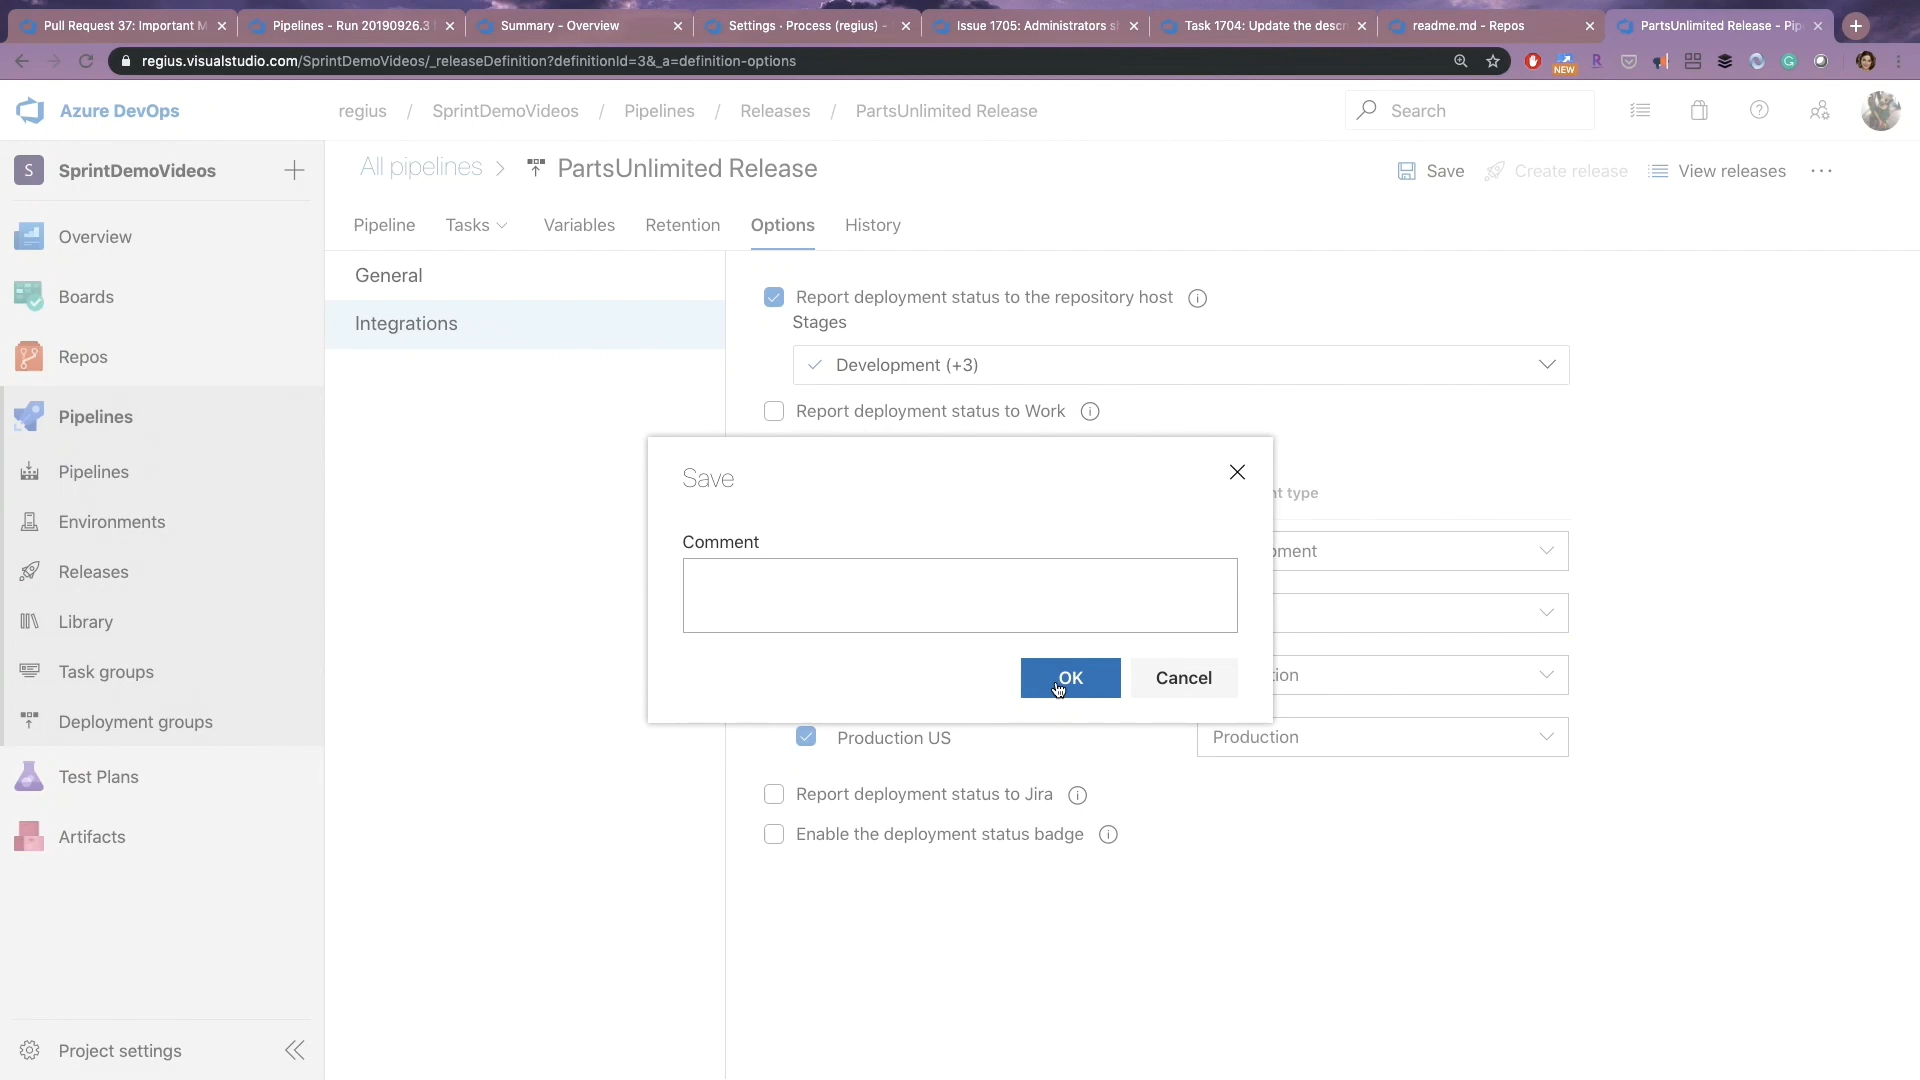 Pull Request 37: Important M
Pipelines - Run 20190926.3
Summary - Overview
Settings · Process (regius) -
Issue 1705: Administrators s
Task 1704: Update the descr
readme.md - Repos
PartsUnlimited Release - Pip
regius.visualstudio.com/SprintDemoVideos/_releaseDefinition?definitionId=3&_a=definition-options
NEW
R
Azure DevOps
regius / SprintDemoVideos / Pipelines / Releases / PartsUnlimited Release
Search
S SprintDemoVideos
All pipelines > PartsUnlimited Release
Save
Create release
View releases
Overview
Boards
Repos
Pipelines
Pipelines
Environments
Releases
Library
Task groups
Deployment groups
Test Plans
Artifacts
Project settings
Pipeline Tasks Variables Retention Options History
General
Integrations
Report deployment status to the repository host
Stages
Development (+3)
Report deployment status to Work
nt type
pment
tion
Production US
Production
Report deployment status to Jira
Enable the deployment status badge
Save
Comment
OK
Cancel